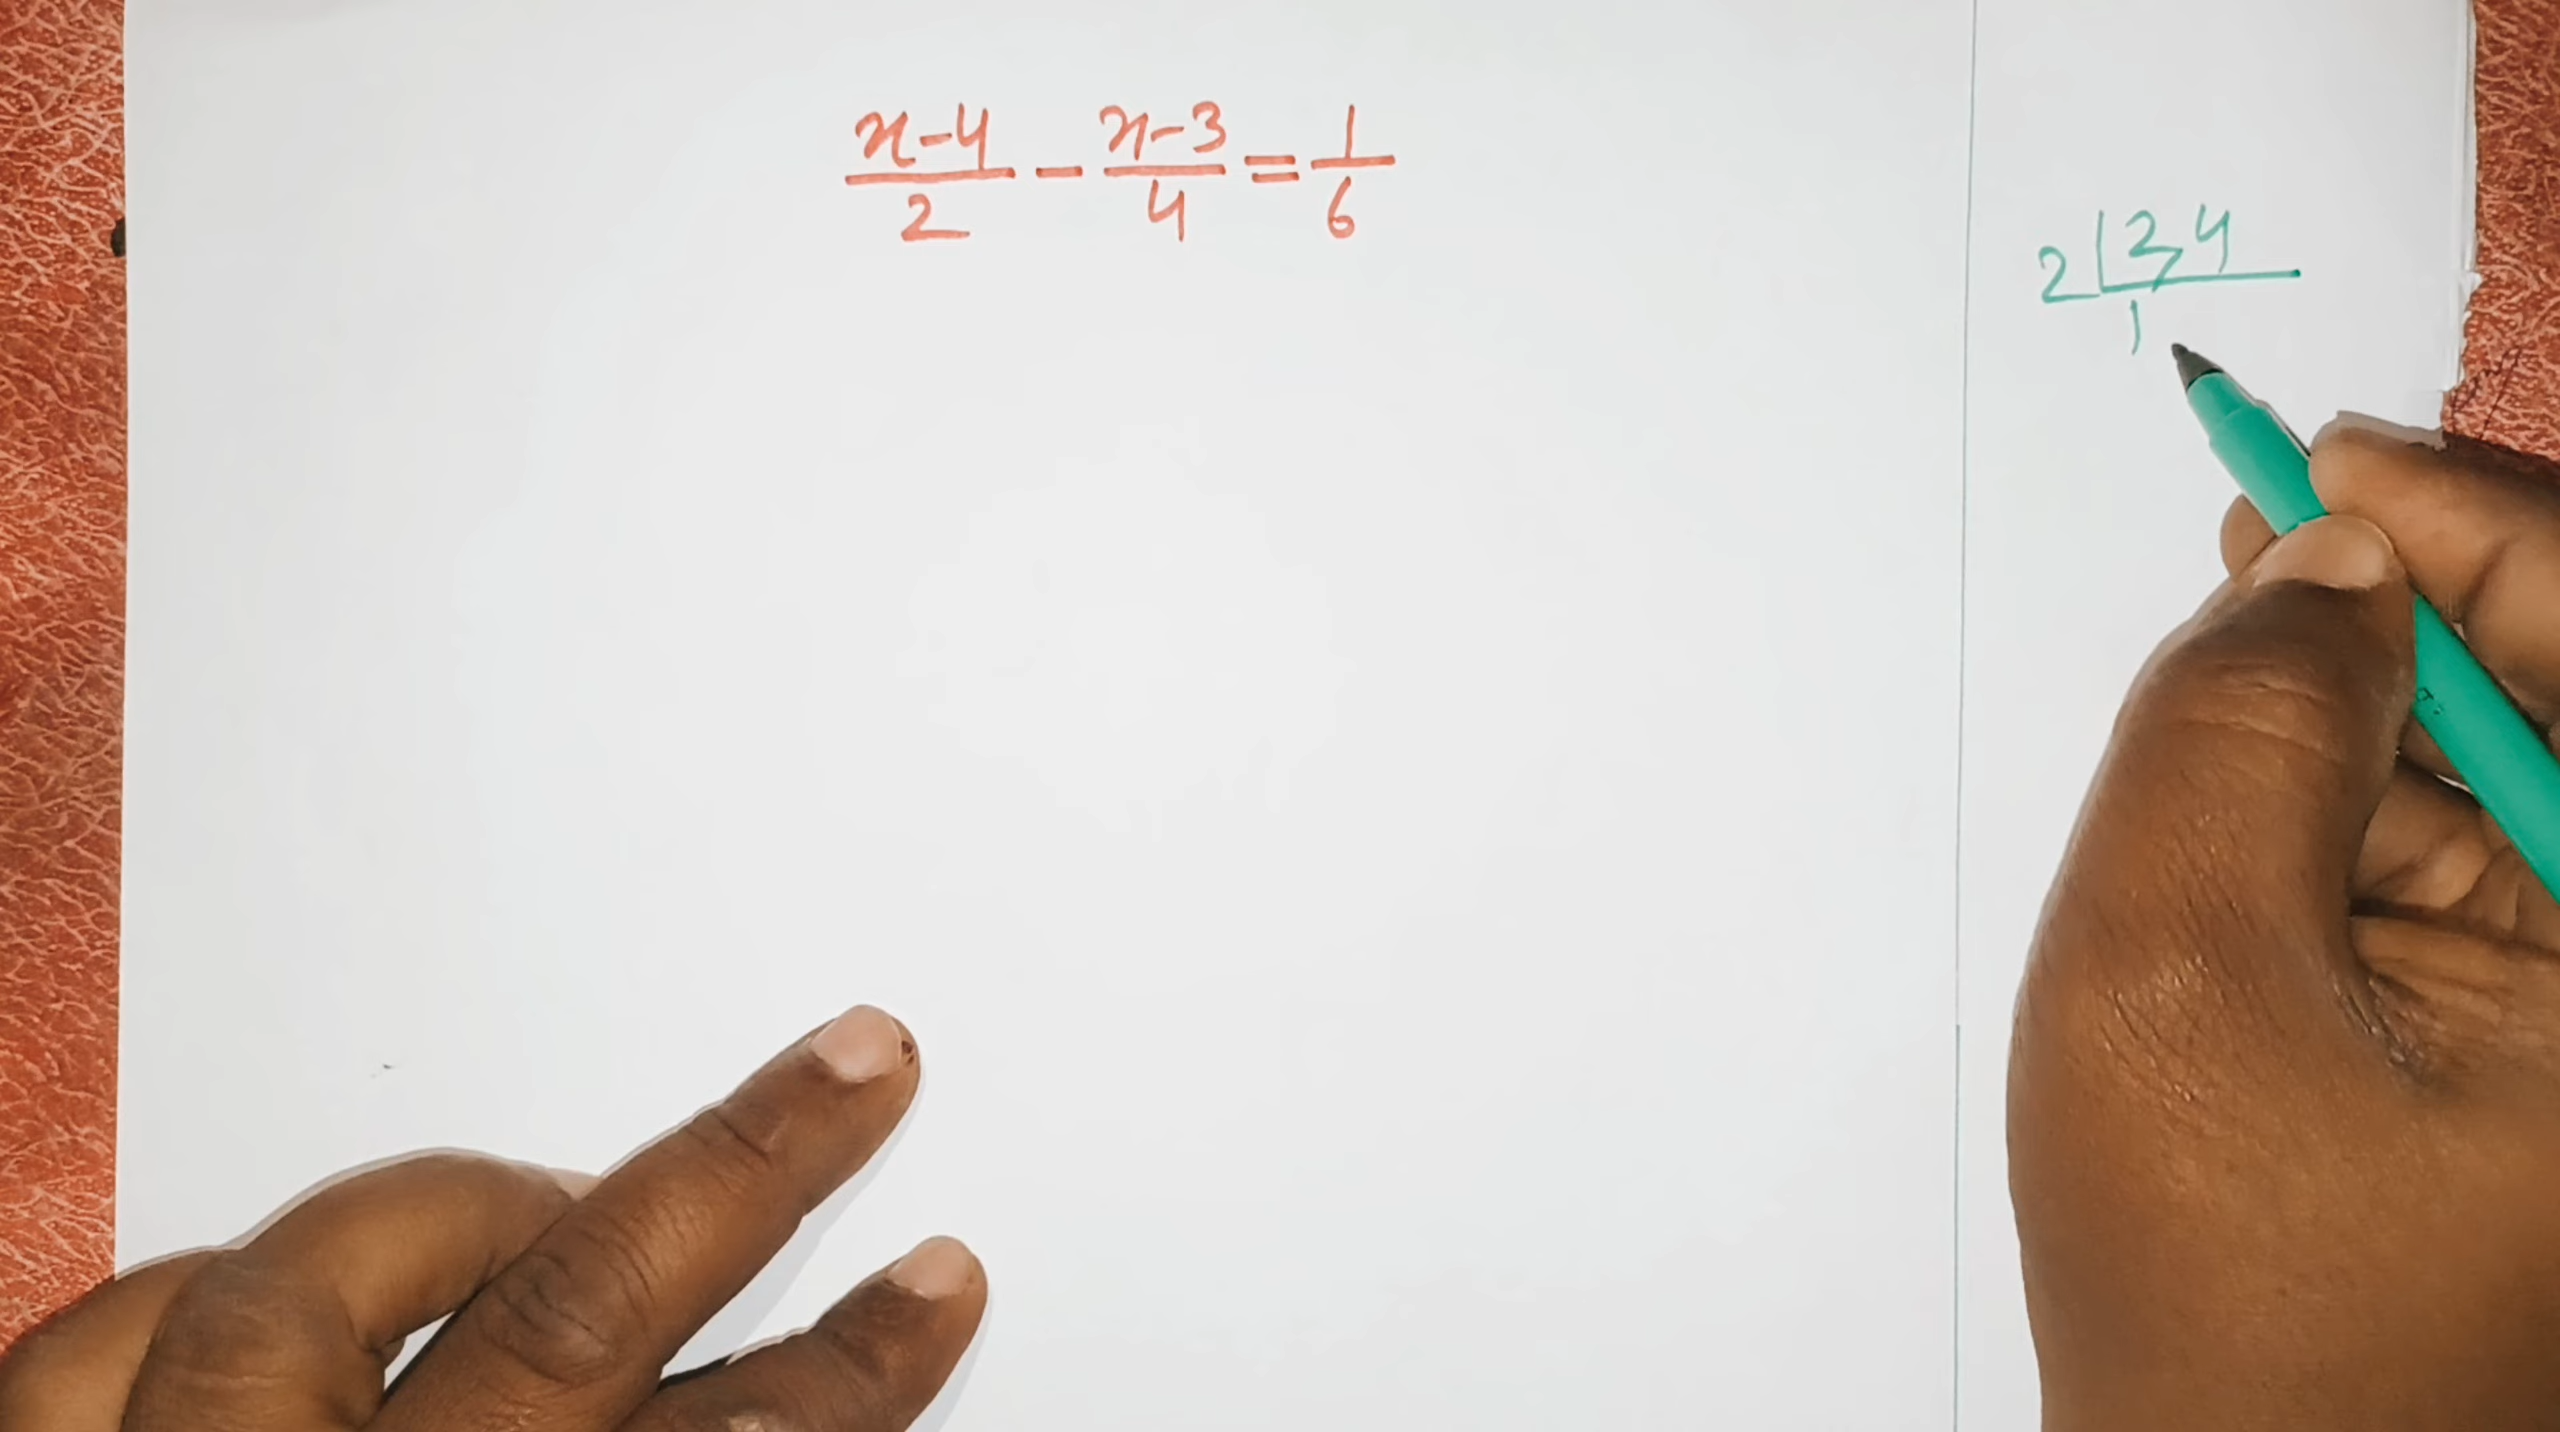 x-4/2 - x-3/4 = 1/6
2 | 2, 4
1